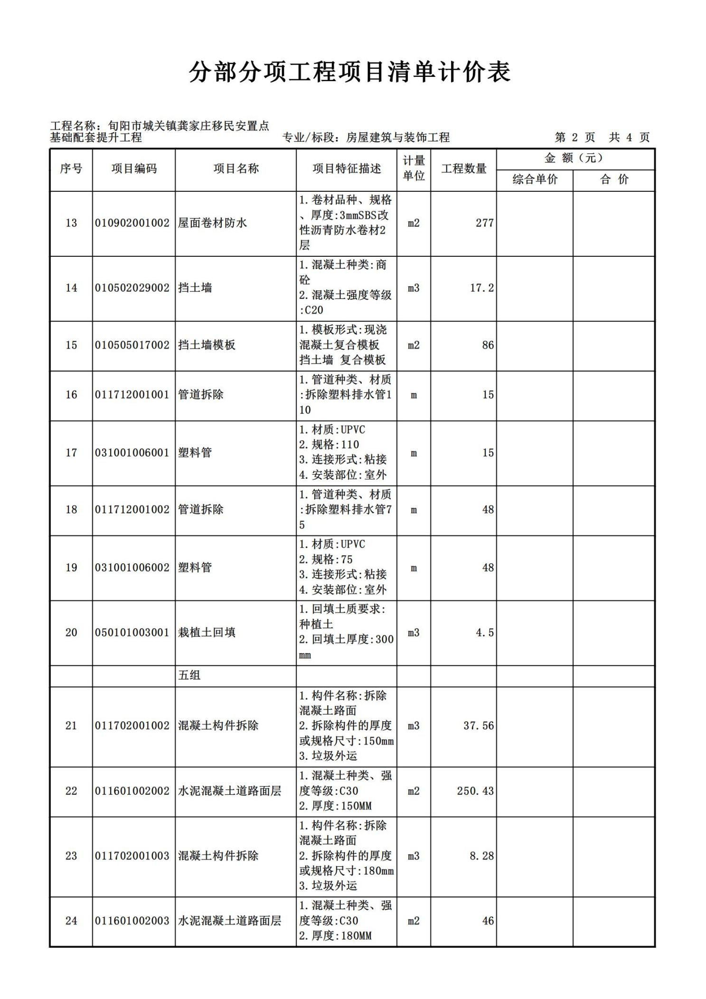 分部分项工程项目清单计价表
工程名称：旬阳市城关镇龚家庄移民安置点
基础配套提升工程 专业/标段：房屋建筑与装饰工程 第 2 页 共 4 页
序号 项目编码 项目名称 项目特征描述 计量单位 工程数量 金 额（元）
综合单价 合 价
13 010902001002 屋面卷材防水 1.卷材品种、规格
、厚度:3mmSBS改
性沥青防水卷材2
层 m2 277
14 010502029002 挡土墙 1.混凝土种类:商
砼
2.混凝土强度等级
:C20 m3 17.2
15 010505017002 挡土墙模板 1.模板形式:现浇
混凝土复合模板
挡土墙 复合模板 m2 86
16 011712001001 管道拆除 1.管道种类、材质
:拆除塑料排水管1
10 m 15
17 031001006001 塑料管 1.材质:UPVC
2.规格:110
3.连接形式:粘接
4.安装部位:室外 m 15
18 011712001002 管道拆除 1.管道种类、材质
:拆除塑料排水管7
5 m 48
19 031001006002 塑料管 1.材质:UPVC
2.规格:75
3.连接形式:粘接
4.安装部位:室外 m 48
20 050101003001 栽植土回填 1.回填土质要求:
种植土
2.回填土厚度:300
mm m3 4.5
五组
21 011702001002 混凝土构件拆除 1.构件名称:拆除
混凝土路面
2.拆除构件的厚度
或规格尺寸:150mm
3.垃圾外运 m3 37.56
22 011601002002 水泥混凝土道路面层 1.混凝土种类、强
度等级:C30
2.厚度:150MM m2 250.43
23 011702001003 混凝土构件拆除 1.构件名称:拆除
混凝土路面
2.拆除构件的厚度
或规格尺寸:180mm
3.垃圾外运 m3 8.28
24 011601002003 水泥混凝土道路面层 1.混凝土种类、强
度等级:C30
2.厚度:180MM m2 46